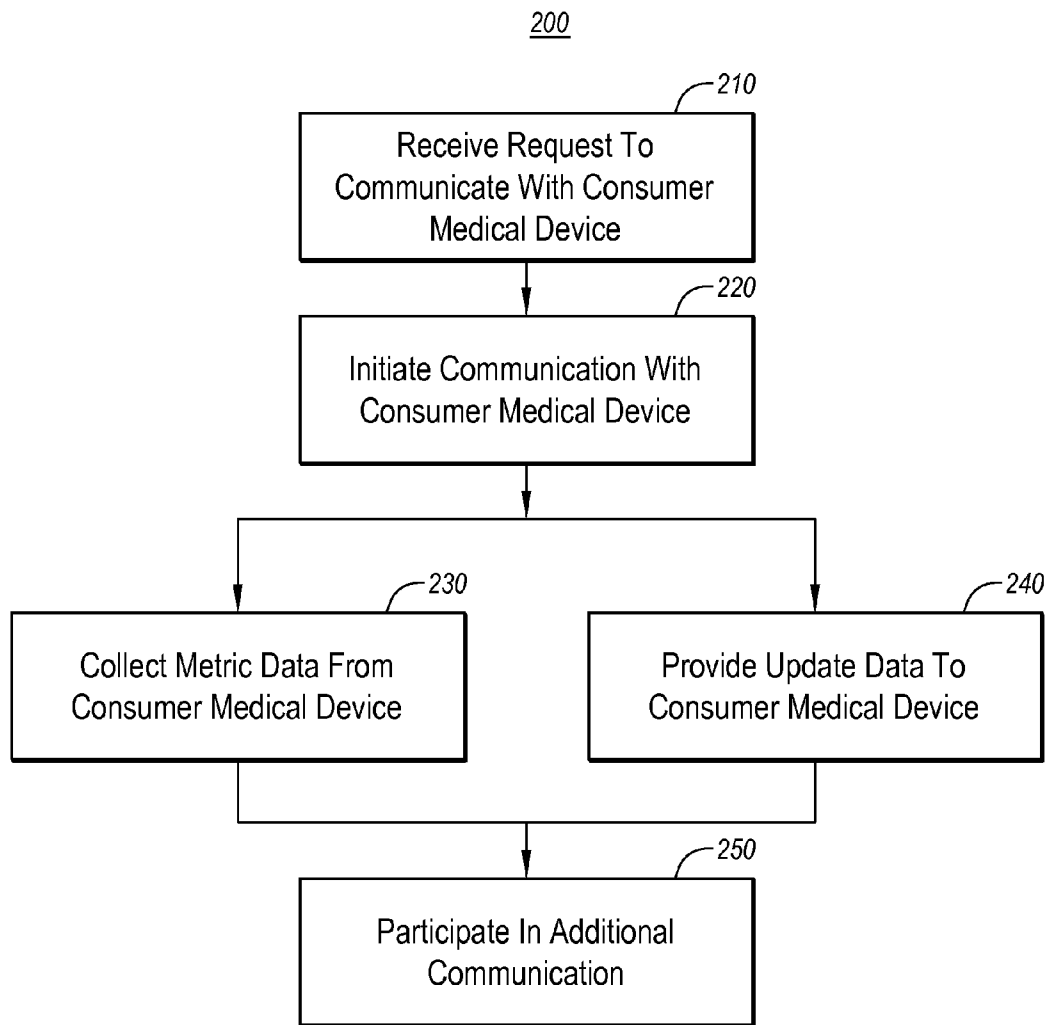 200
210
Receive Request To
Communicate With Consumer
Medical Device
220
Initiate Communication With
Consumer Medical Device
230
Collect Metric Data From
Consumer Medical Device
240
Provide Update Data To
Consumer Medical Device
250
Participate In Additional
Communication